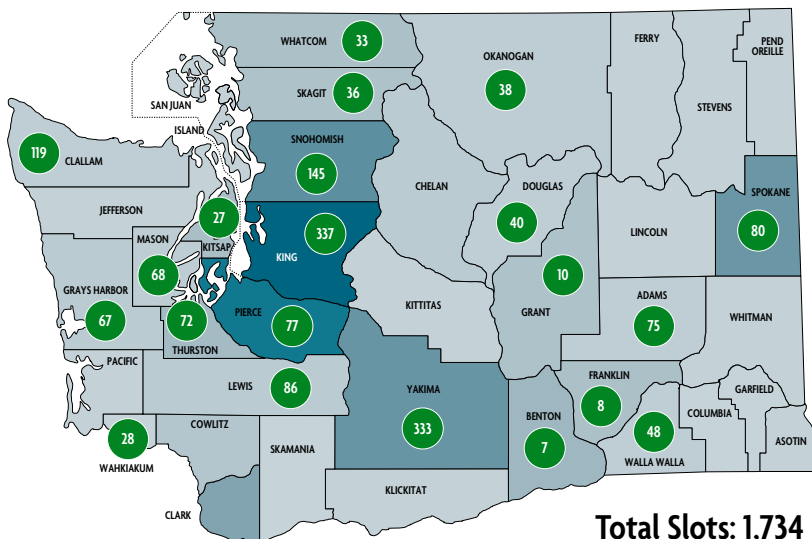 WHATCOM
33
OKANOGAN
38
FERRY
PEND
OREILLE
SKAGIT
36
STEVENS
SAN JUAN
ISLAND
SNOHOMISH
145
119
CLALLAM
CHELAN
DOUGLAS
40
SPOKANE
80
JEFFERSON
27
KITSAP
MASON
68
KING
337
LINCOLN
10
GRANT
GRAYS HARBOR
67
72
THURSTON
PIERCE
77
KITTITAS
ADAMS
75
WHITMAN
PACIFIC
LEWIS
86
YAKIMA
333
FRANKLIN
8
GARFIELD
COLUMBIA
BENTON
7
48
WALLA WALLA
ASOTIN
28
WAHKIAKUM
COWLITZ
SKAMANIA
KLICKITAT
CLARK
Total Slots: 1,734